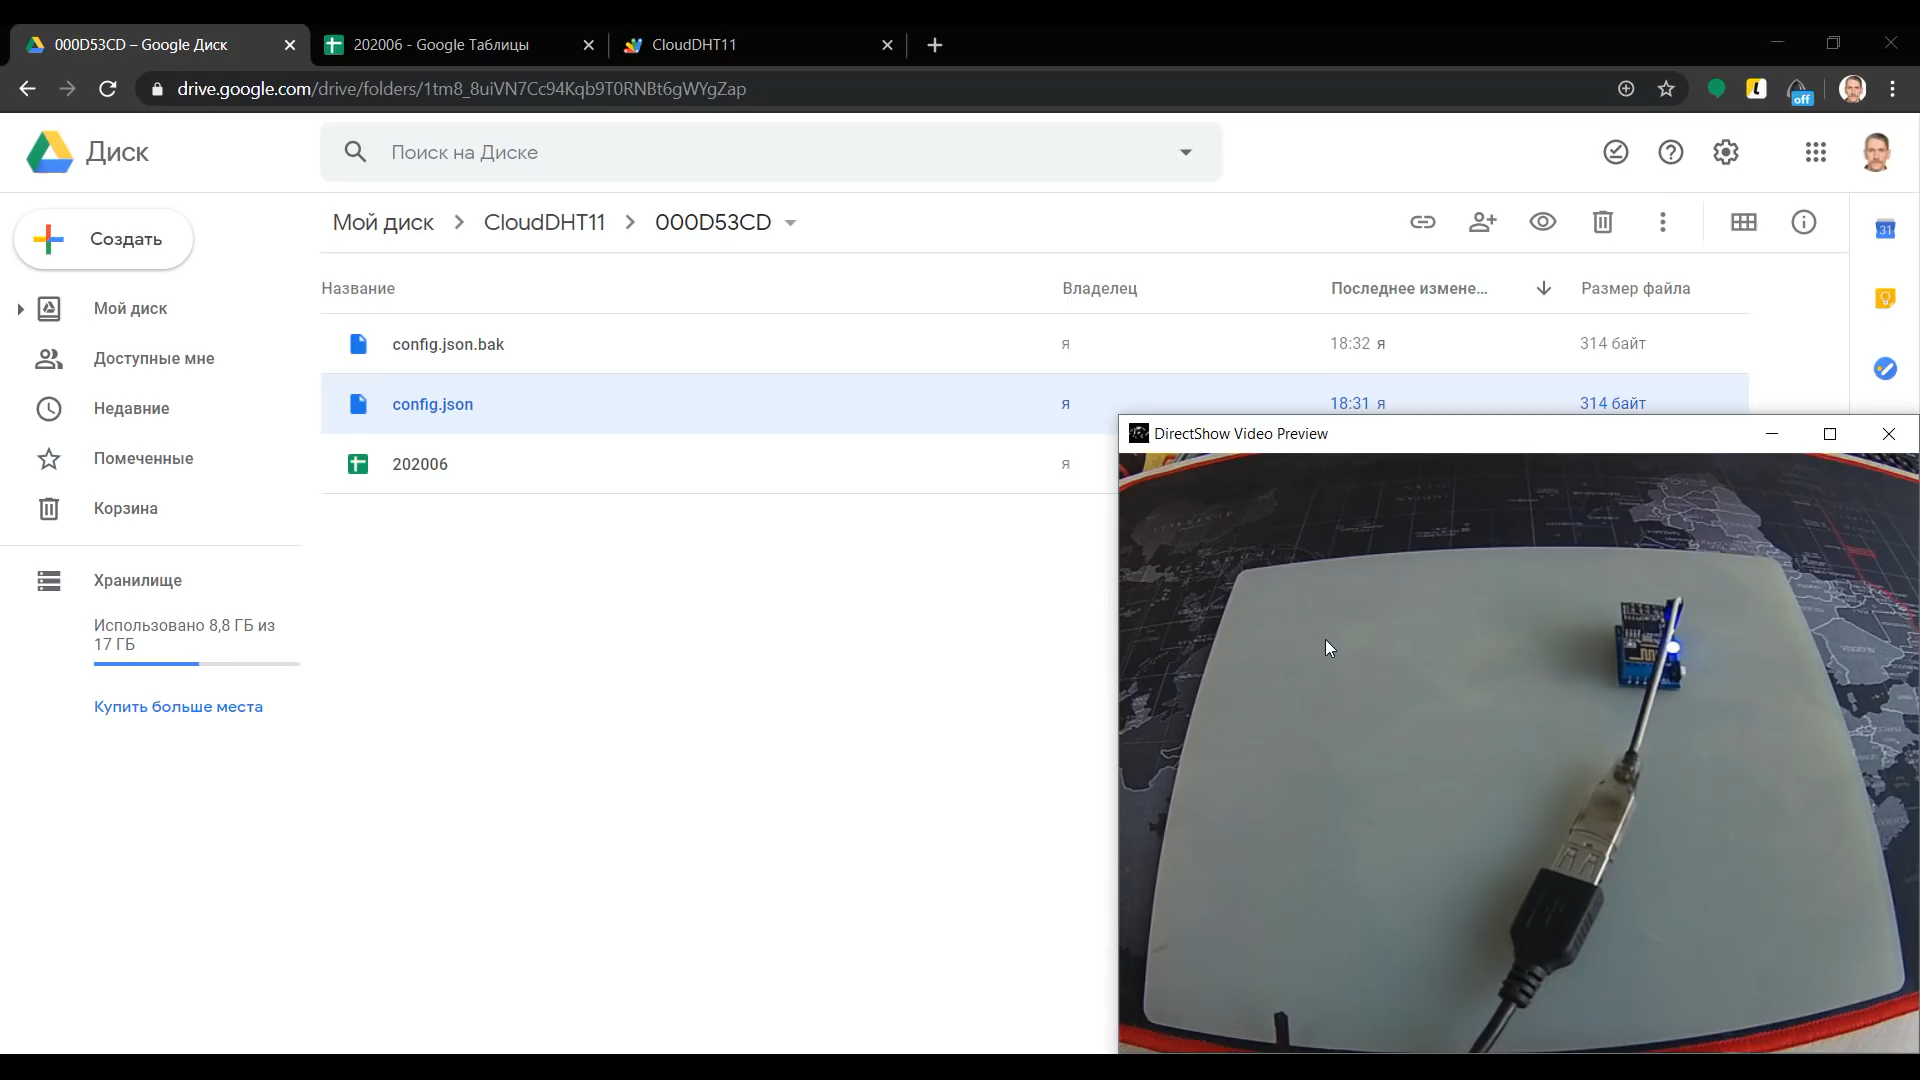 000D53CD – Google Диск
202006 - Google Таблицы
CloudDHT11
drive.google.com/drive/folders/1tm8_8uiVN7Cc94Kqb9T0RNBt6gWYgZap
off
Диск
Поиск на Диске
Создать
Мой диск
CloudDHT11
000D53CD
31
Название
Владелец
Последнее измене...
Размер файла
Мой диск
config.json.bak
я
18:32 я
314 байт
Доступные мне
config.json
я
18:31 я
314 байт
Недавние
DirectShow Video Preview
Помеченные
202006
я
Корзина
Хранилище
Использовано 8,8 ГБ из
17 ГБ
Купить больше места